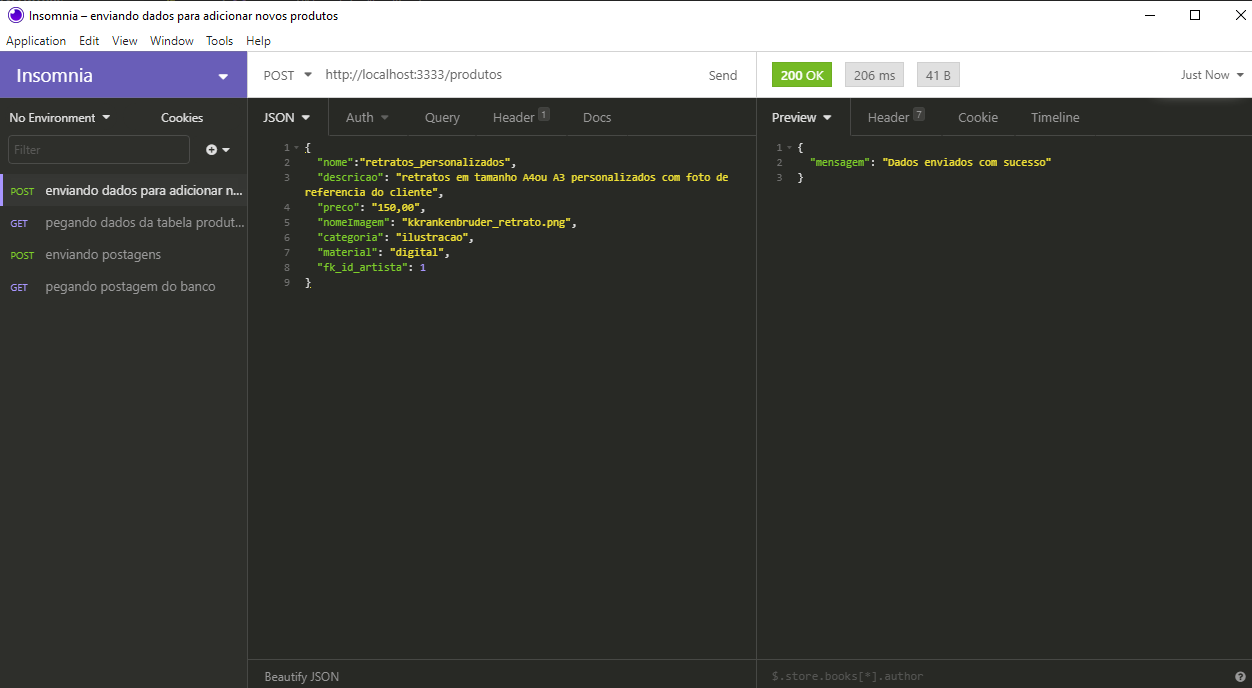 Insomnia – enviando dados para adicionar novos produtos
Application Edit View Window Tools Help
Insomnia
POST http://localhost:3333/produtos Send
200 OK 206 ms 41 B Just Now
No Environment Cookies
JSON Auth Query Header 1 Docs
Preview Header 7 Cookie Timeline
Filter
POST enviando dados para adicionar n...
GET pegando dados da tabela produt...
POST enviando postagens
GET pegando postagem do banco
1 {
2 "nome":"retratos_personalizados",
3 "descricao": "retratos em tamanho A4ou A3 personalizados com foto de
referencia do cliente",
4 "preco": "150,00",
5 "nomeImagem": "kkrankenbruder_retrato.png",
6 "categoria": "ilustracao",
7 "material": "digital",
8 "fk_id_artista": 1
9 }
1 {
2 "mensagem": "Dados enviados com sucesso"
3 }
Beautify JSON
$.store.books[*].author
?